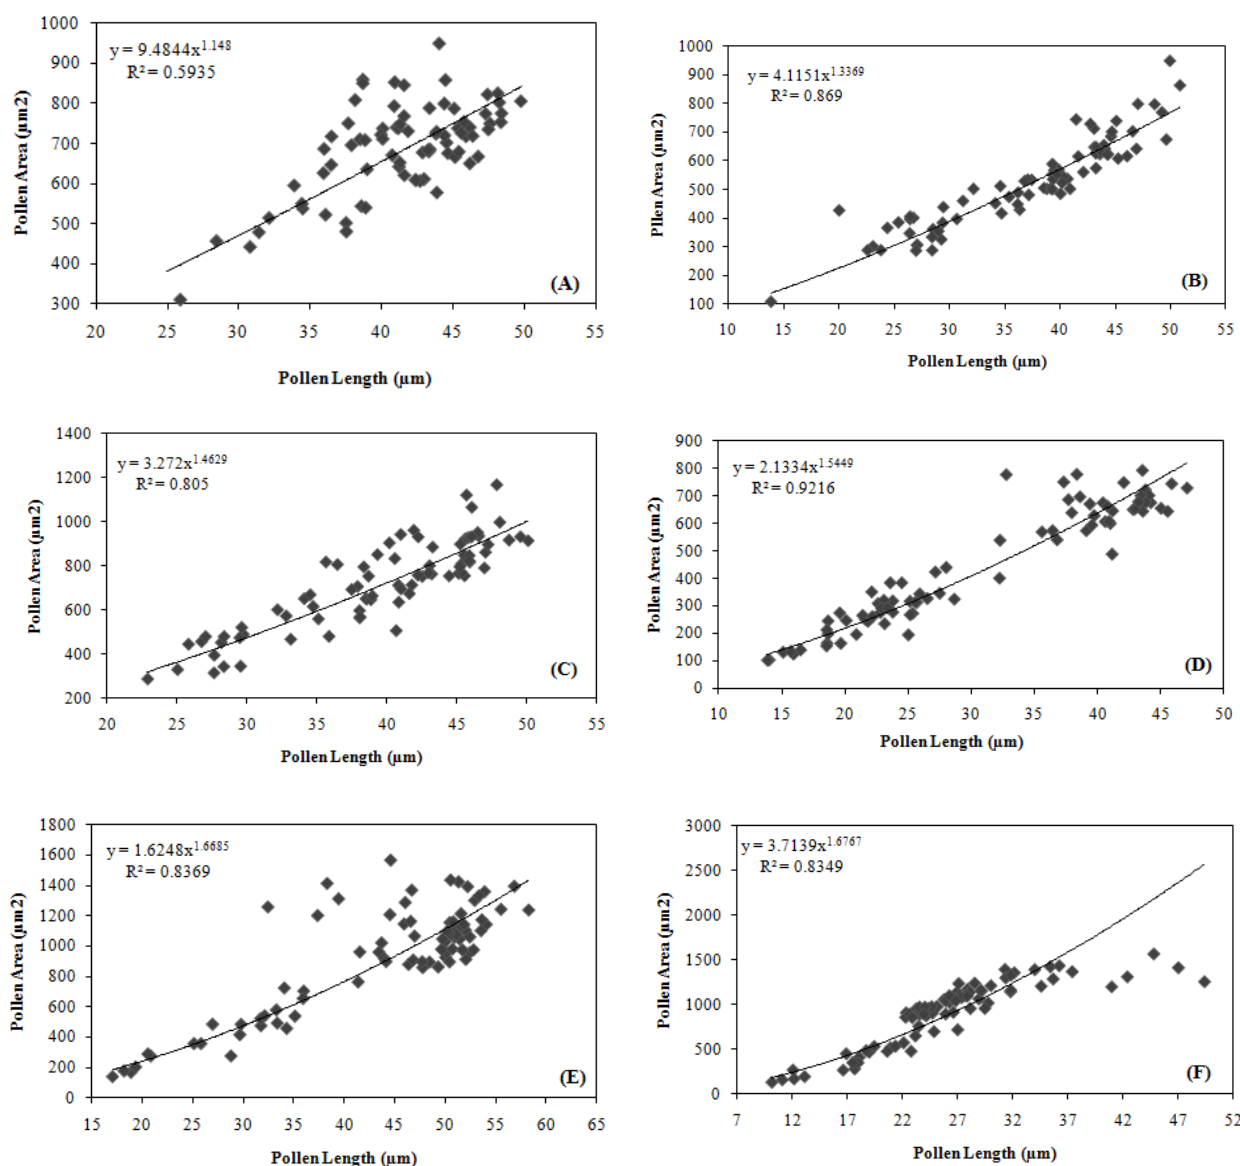 y = 9.4844x^1.148
R² = 0.5935
Pollen Area (µm2)
1000
900
800
700
600
500
400
300
20 25 30 35 40 45 50 55
Pollen Length (µm)
(A)
y = 4.1151x^1.3369
R² = 0.869
Pllen Area (µm2)
1000
900
800
700
600
500
400
300
200
100
10 15 20 25 30 35 40 45 50 55
Pollen Length (µm)
(B)
y = 3.272x^1.4629
R² = 0.805
Pollen Area (µm2)
1400
1200
1000
800
600
400
200
20 25 30 35 40 45 50 55
Pollen Length (µm)
(C)
y = 2.1334x^1.5449
R² = 0.9216
Pollen Area (µm2)
900
800
700
600
500
400
300
200
100
0
10 15 20 25 30 35 40 45 50
Pollen Length (µm)
(D)
y = 1.6248x^1.6685
R² = 0.8369
Pollen Area (µm2)
1800
1600
1400
1200
1000
800
600
400
200
0
15 20 25 30 35 40 45 50 55 60 65
Pollen Length (µm)
(E)
y = 3.7139x^1.6767
R² = 0.8349
Pollen Area (µm2)
3000
2500
2000
1500
1000
500
0
7 12 17 22 27 32 37 42 47 52
Pollen Length (µm)
(F)